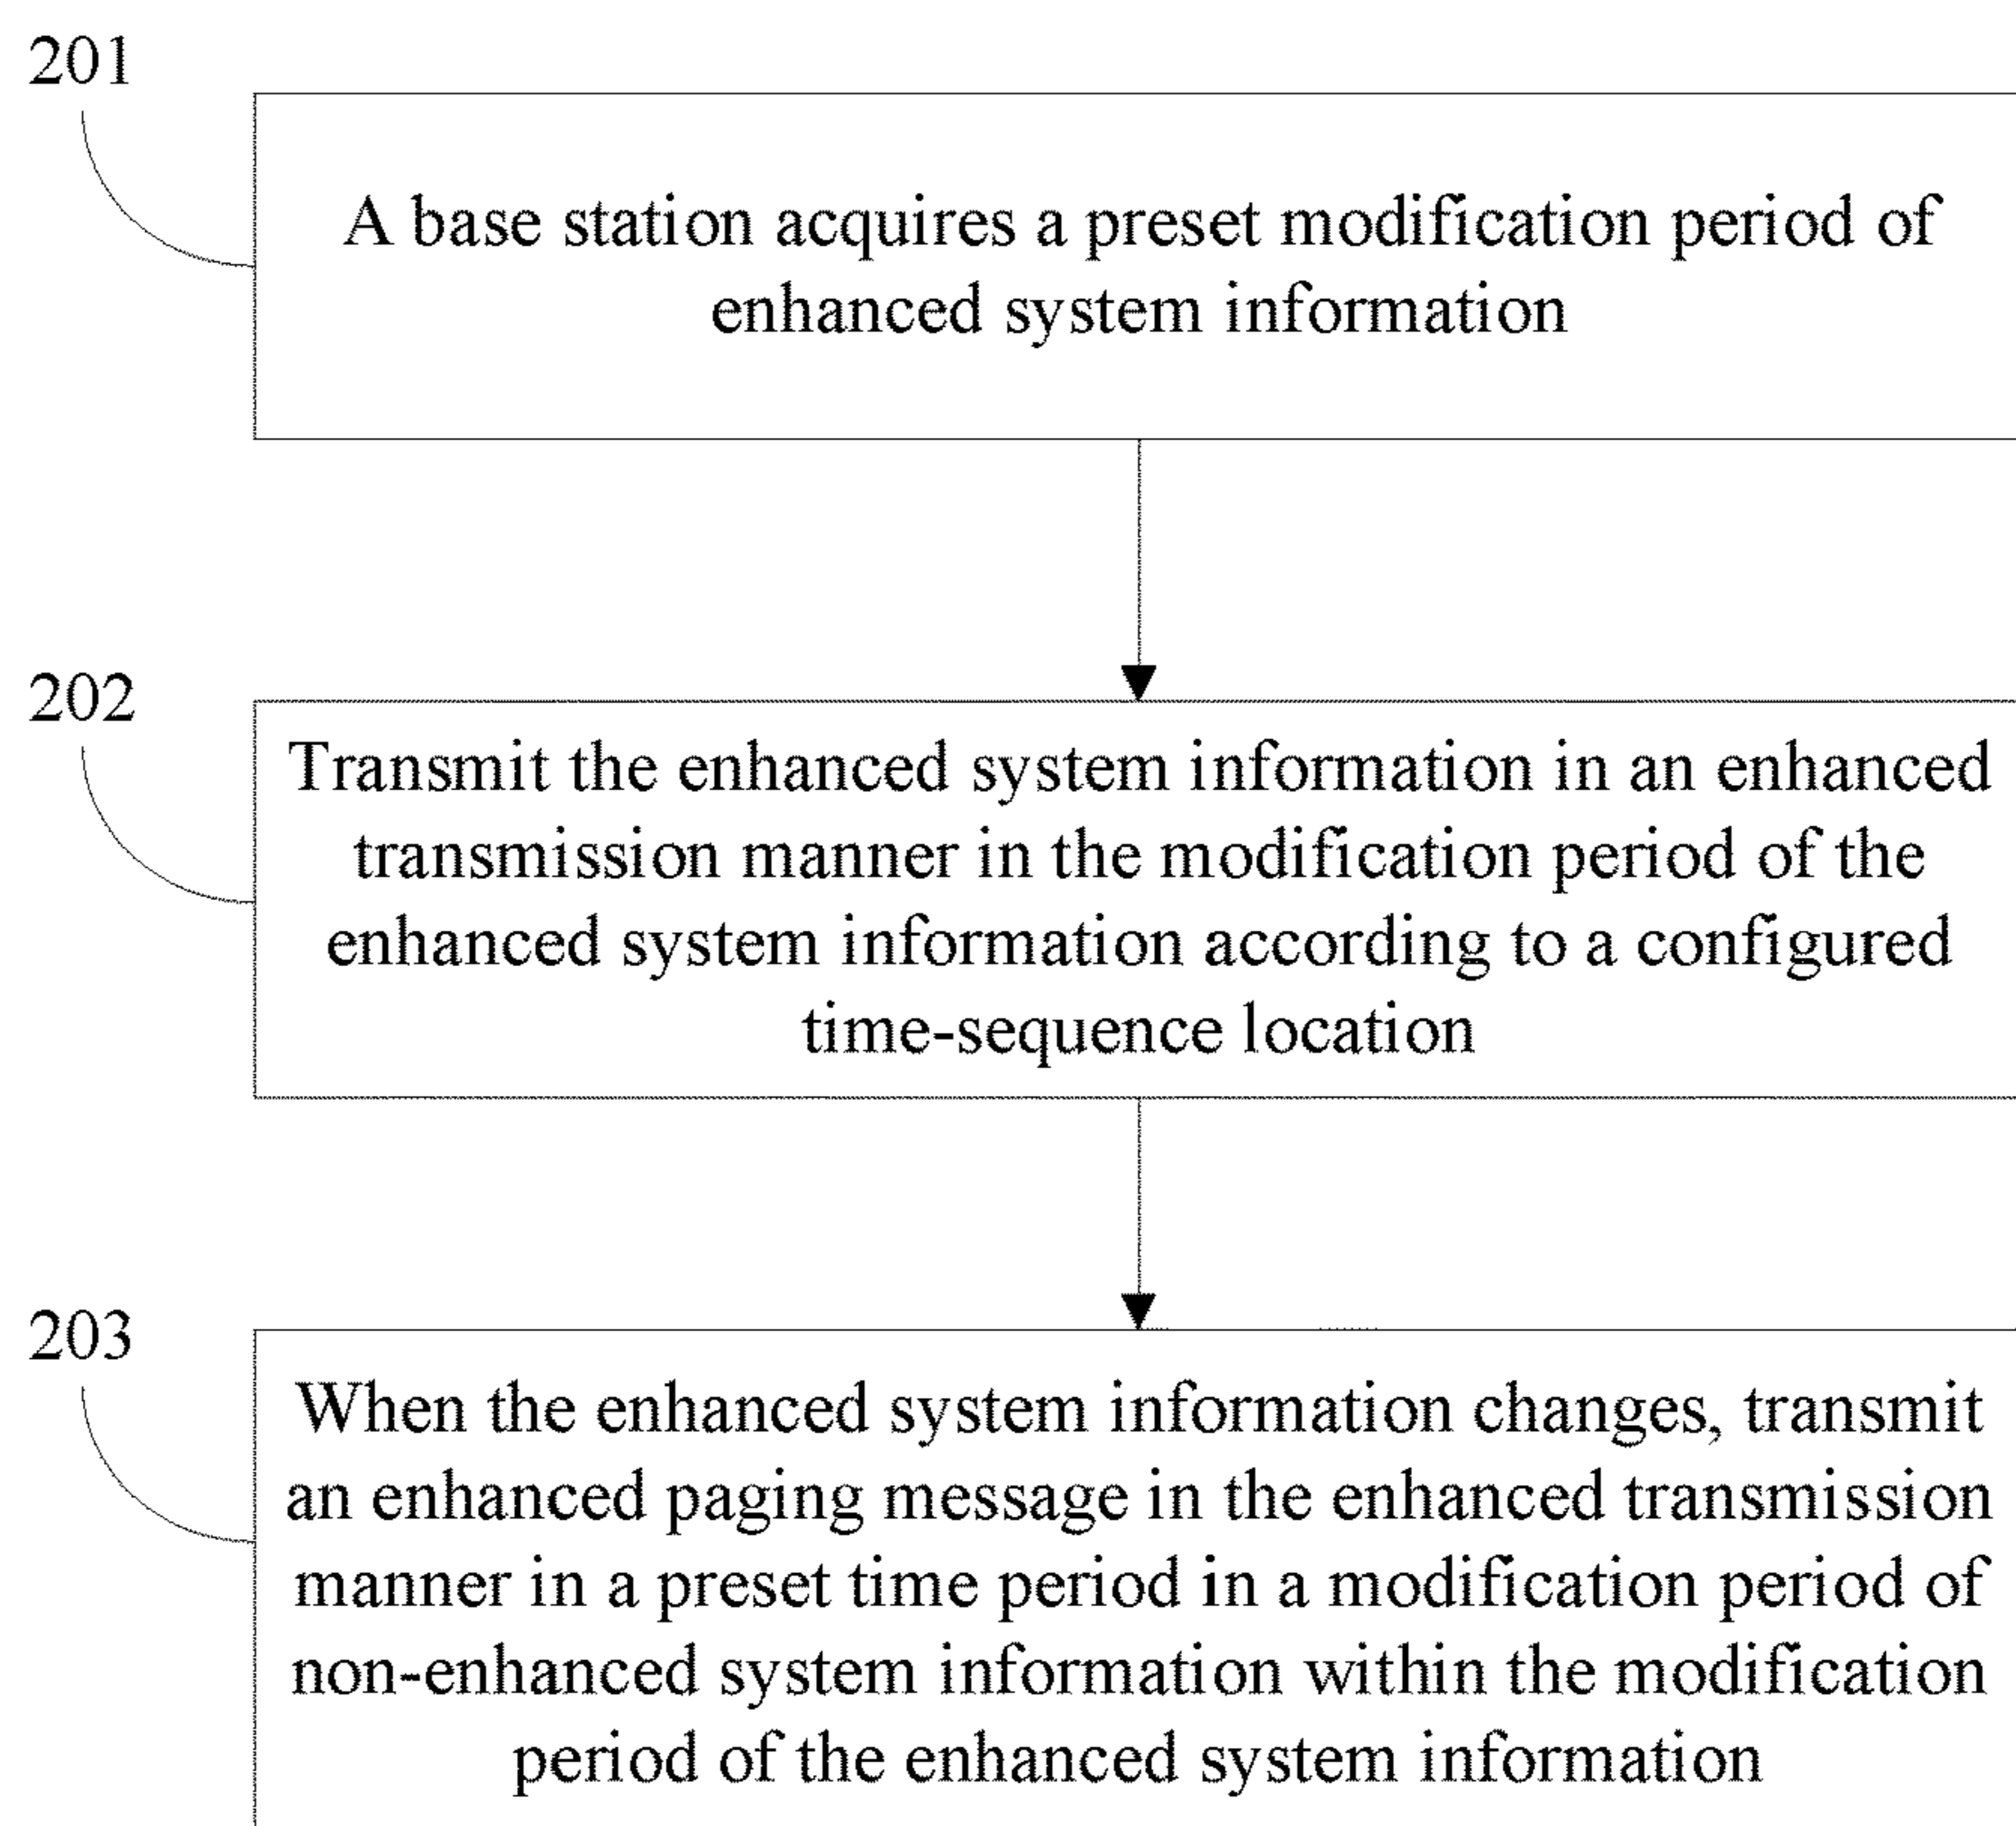 201
A base station acquires a preset modification period of
enhanced system information
202
Transmit the enhanced system information in an enhanced
transmission manner in the modification period of the
enhanced system information according to a configured
time-sequence location
203
When the enhanced system information changes, transmit
an enhanced paging message in the enhanced transmission
manner in a preset time period in a modification period of
non-enhanced system information within the modification
period of the enhanced system information